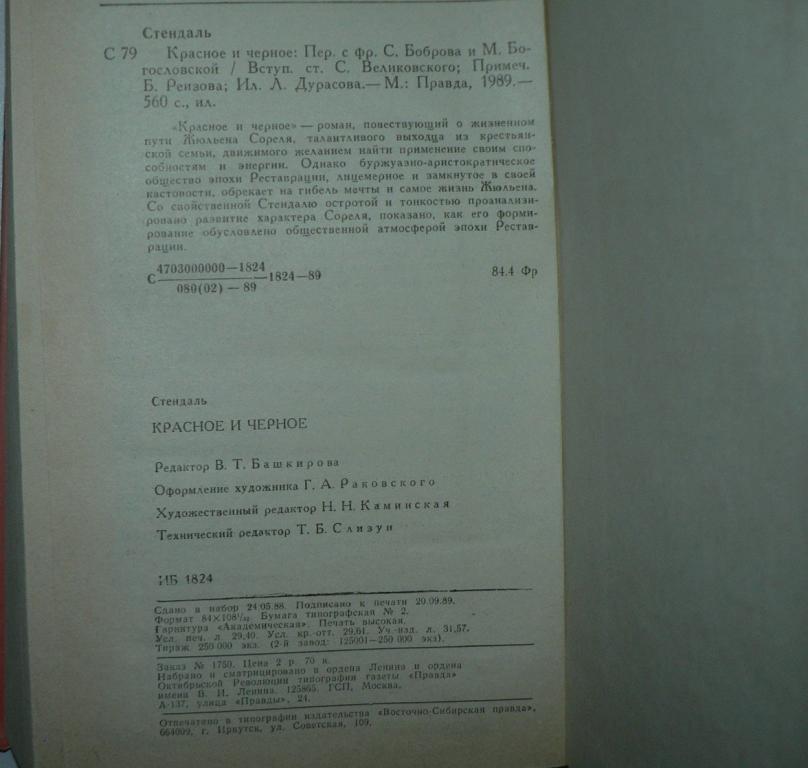 Стендаль
С 79 Красное и черное: Пер. с фр. С. Боброва и М. Бо-
гословской / Вступ. ст. С. Великовского; Примеч.
Б. Реизова; Ил. Л. Дурасова.— М.: Правда, 1989.—
560 с., ил.
«Красное и черное» — роман, повествующий о жизненном
пути Жюльена Сореля, талантливого выходца из крестьян-
ской семьи, движимого желанием найти применение своим спо-
собностям и энергии. Однако буржуазно-аристократическое
общество эпохи Реставрации, лицемерное и замкнутое в своей
кастовости, обрекает на гибель мечты и самое жизнь Жюльена.
Со свойственной Стендалю остротой и тонкостью проанализи-
ровано развитие характера Сореля, показано, как его форми-
рование обусловлено общественной атмосферой эпохи Рестав-
рации.
4703000000—1824
С 1824—89 84.4 Фр
080(02) — 89
Стендаль
КРАСНОЕ И ЧЕРНОЕ
Редактор В. Т. Башкирова
Оформление художника Г. А. Раковского
Художественный редактор Н. Н. Каминская
Технический редактор Т. Б. Слизун
ИБ 1824
Сдано в набор 24.05.88. Подписано к печати 20.09.89.
Формат 84×108¹/₃₂. Бумага типографская № 2.
Гарнитура «Академическая». Печать высокая.
Усл. печ. л 29,40. Усл. кр.-отт. 29,61. Уч.-изд. л. 31,57.
Тираж 250 000 экз. (2-й завод: 125001—250 000 экз).
Заказ № 1750. Цена 2 р. 70 к.
Набрано и сматрицировано в ордена Ленина и ордена
Октябрьской Революции типографии газеты «Правда»
имени В. И. Ленина. 125865, ГСП, Москва,
А-137, улица «Правды», 24.
Отпечатано в типографии издательства «Восточно-Сибирская правда»,
664009, г. Иркутск, ул. Советская, 109.